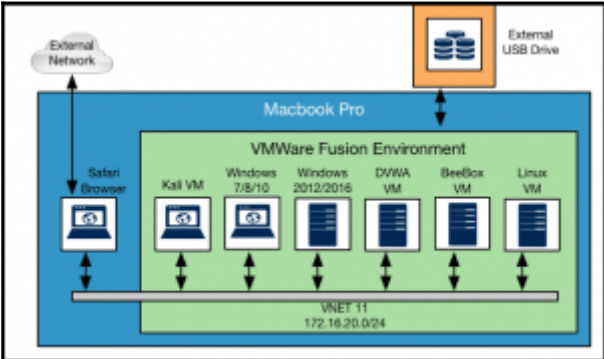 External
Network
External
USB Drive
Macbook Pro
VMWare Fusion Environment
Safari
Browser
Kali VM
Windows
7/8/10
Windows
2012/2016
DVWA
VM
BeeBox
VM
Linux
VM
VNET 11
172.16.20.0/24